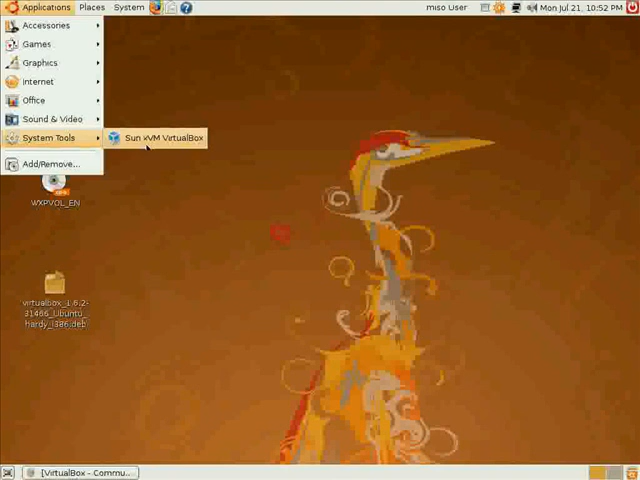 Applications Places System miso User Mon Jul 21, 10:52 PM
Accessories
Games
Graphics
Internet
Office
Sound & Video
System Tools
Sun xVM VirtualBox
Add/Remove...
WXPVOL_EN
virtualbox_1.6.2-
31466_Ubuntu_
hardy_i386.deb
[VirtualBox - Commu...